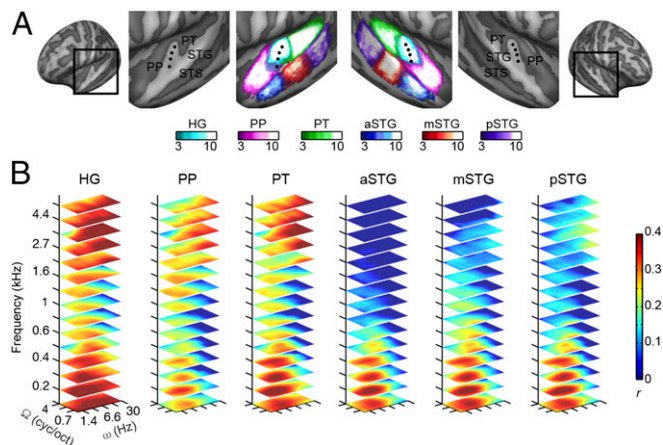 A
PT
STG
PP
STS
PT
STG
PP
STS
HG PP PT aSTG mSTG pSTG
3 10 3 10 3 10 3 10 3 10 3 10
B
HG PP PT aSTG mSTG pSTG
Frequency (kHz)
4.4
2.7
1.6
1
0.6
0.4
0.2
4
0.7
Ω (cyc/oct)
1.4
6.6
30
ω (Hz)
0.4
0.3
0.2
0.1
0
r